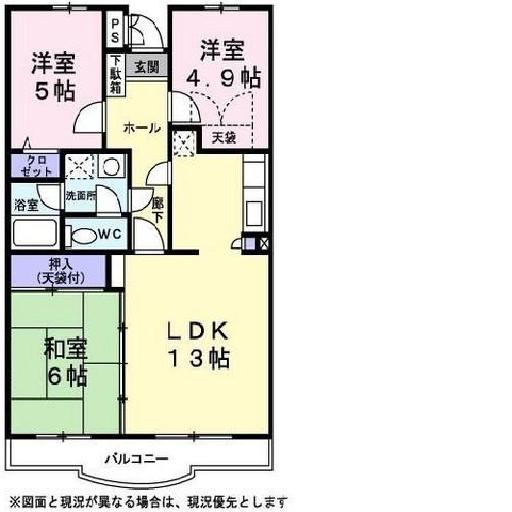 PS
洋室
5帖
下駄箱
玄関
洋室
4.9帖
天袋
ホール
クロ
ゼット
洗面所
浴室
廊下
WC
押入
(天袋付)
LDK
13帖
和室
6帖
バルコニー
※図面と現況が異なる場合は、現況優先とします